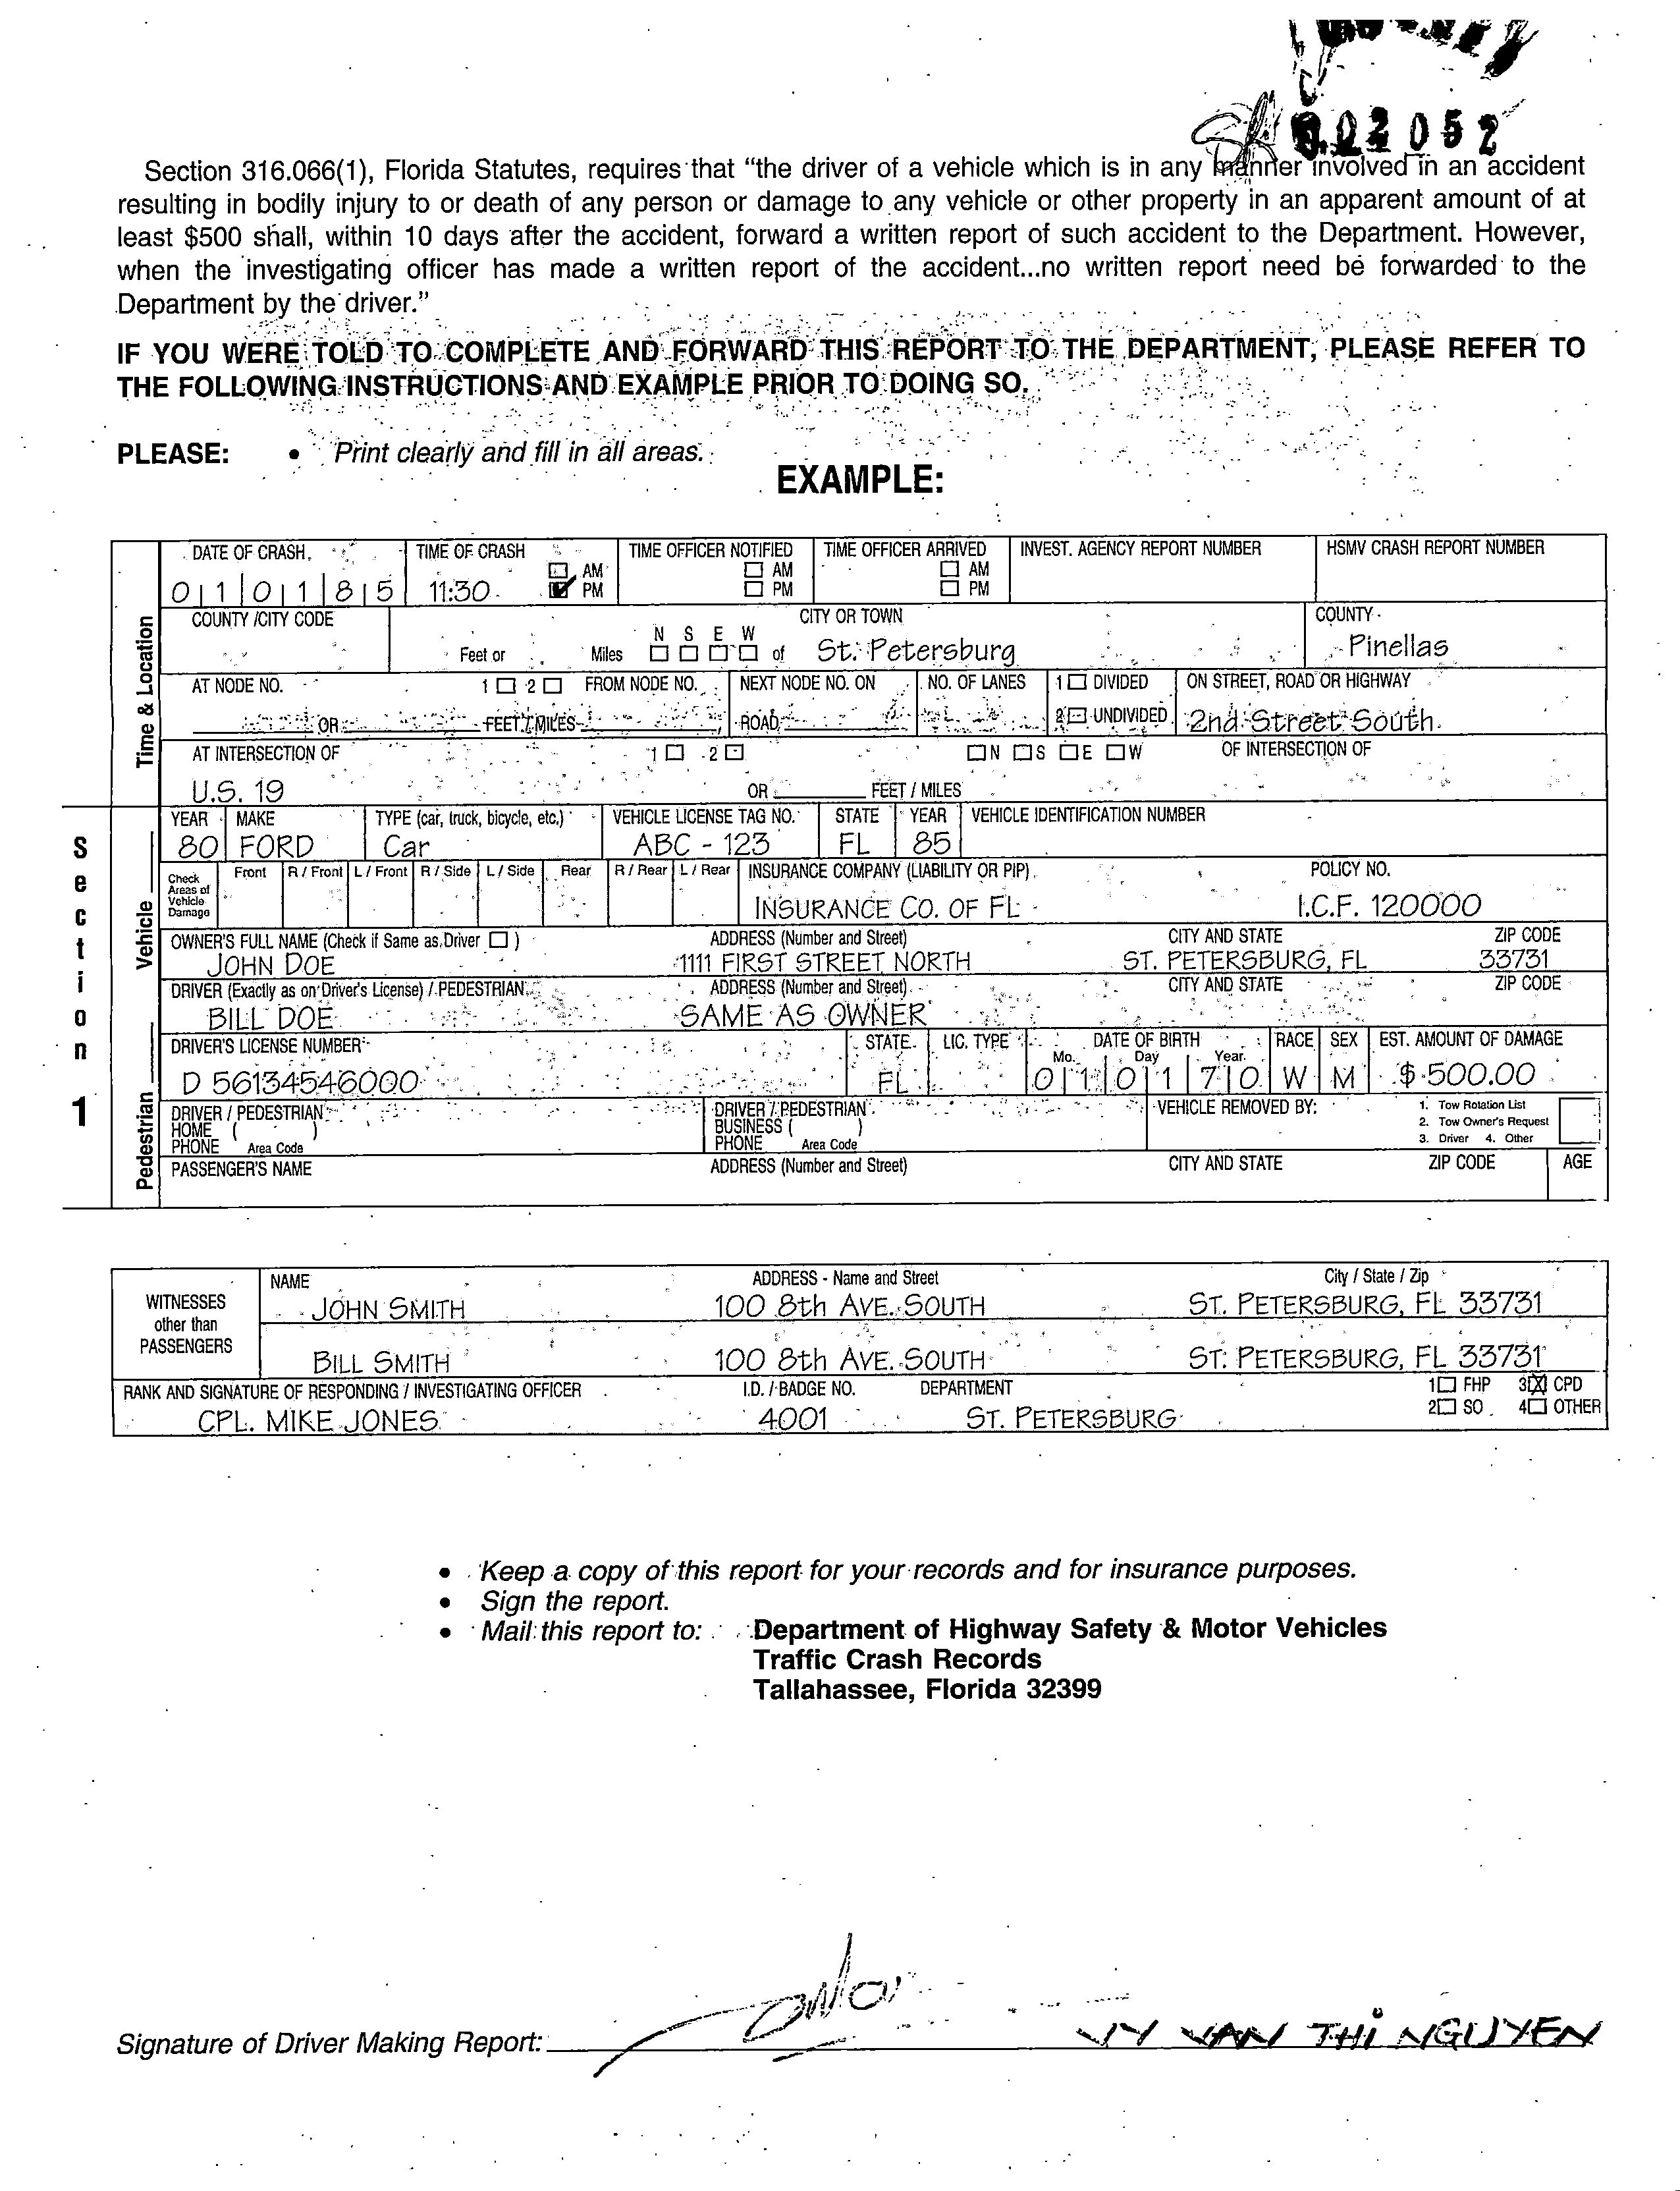 02052
Section 316.066(1), Florida Statutes, requires that “the driver of a vehicle which is in any manner involved in an accident
resulting in bodily injury to or death of any person or damage to any vehicle or other property in an apparent amount of at
least $500 shall, within 10 days after the accident, forward a written report of such accident to the Department. However,
when the investigating officer has made a written report of the accident...no written report need be forwarded to the
Department by the driver.”
IF YOU WERE TOLD TO COMPLETE AND FORWARD THIS REPORT TO THE DEPARTMENT, PLEASE REFER TO
THE FOLLOWING INSTRUCTIONS AND EXAMPLE PRIOR TO DOING SO.
PLEASE: • Print clearly and fill in all areas.
EXAMPLE:
DATE OF CRASH TIME OF CRASH AM TIME OFFICER NOTIFIED AM TIME OFFICER ARRIVED AM INVEST. AGENCY REPORT NUMBER HSMV CRASH REPORT NUMBER
0 1 0 1 8 5 11:30 PM PM PM
COUNTY / CITY CODE CITY OR TOWN COUNTY
Feet or Miles N S E W of St. Petersburg Pinellas
AT NODE NO. 1 2 FROM NODE NO. NEXT NODE NO. ON NO. OF LANES 1 DIVIDED ON STREET, ROAD OR HIGHWAY
OR FEET / MILES ROAD 2 UNDIVIDED 2nd Street South
AT INTERSECTION OF 1 2 N S E W OF INTERSECTION OF
U.S. 19 OR FEET / MILES
Time & Location
YEAR MAKE TYPE (car, truck, bicycle, etc.) VEHICLE LICENSE TAG NO. STATE YEAR VEHICLE IDENTIFICATION NUMBER
80 FORD Car ABC - 123 FL 85
Check Areas of Vehicle Damage Front R / Front L / Front R / Side L / Side Rear R / Rear L / Rear INSURANCE COMPANY (LIABILITY OR PIP) POLICY NO.
INSURANCE CO. OF FL I.C.F. 120000
OWNER'S FULL NAME (Check if Same as Driver ) ADDRESS (Number and Street) CITY AND STATE ZIP CODE
JOHN DOE 1111 FIRST STREET NORTH ST. PETERSBURG, FL 33731
DRIVER (Exactly as on Driver's License) / PEDESTRIAN ADDRESS (Number and Street) CITY AND STATE ZIP CODE
BILL DOE SAME AS OWNER
DRIVER'S LICENSE NUMBER STATE LIC. TYPE DATE OF BIRTH RACE SEX EST. AMOUNT OF DAMAGE
Mo. Day Year
D 56134546000 FL 0 1 0 1 7 0 W M $ 500.00
DRIVER / PEDESTRIAN HOME PHONE ( ) Area Code DRIVER / PEDESTRIAN BUSINESS PHONE ( ) Area Code VEHICLE REMOVED BY: 1. Tow Rotation List
2. Tow Owner's Request
3. Driver 4. Other
PASSENGER'S NAME ADDRESS (Number and Street) CITY AND STATE ZIP CODE AGE
Section 1
Vehicle
Pedestrian
WITNESSES other than PASSENGERS
NAME ADDRESS - Name and Street City / State / Zip
JOHN SMITH 100 8th AVE. SOUTH ST. PETERSBURG, FL 33731
BILL SMITH 100 8th AVE. SOUTH ST. PETERSBURG, FL 33731
RANK AND SIGNATURE OF RESPONDING / INVESTIGATING OFFICER I.D. / BADGE NO. DEPARTMENT 1 FHP 3 CPD
CPL. MIKE JONES 4001 ST. PETERSBURG 2 SO 4 OTHER
• Keep a copy of this report for your records and for insurance purposes.
• Sign the report.
• Mail this report to: Department of Highway Safety & Motor Vehicles
Traffic Crash Records
Tallahassee, Florida 32399
Signature of Driver Making Report: VY VAN THI NGUYEN